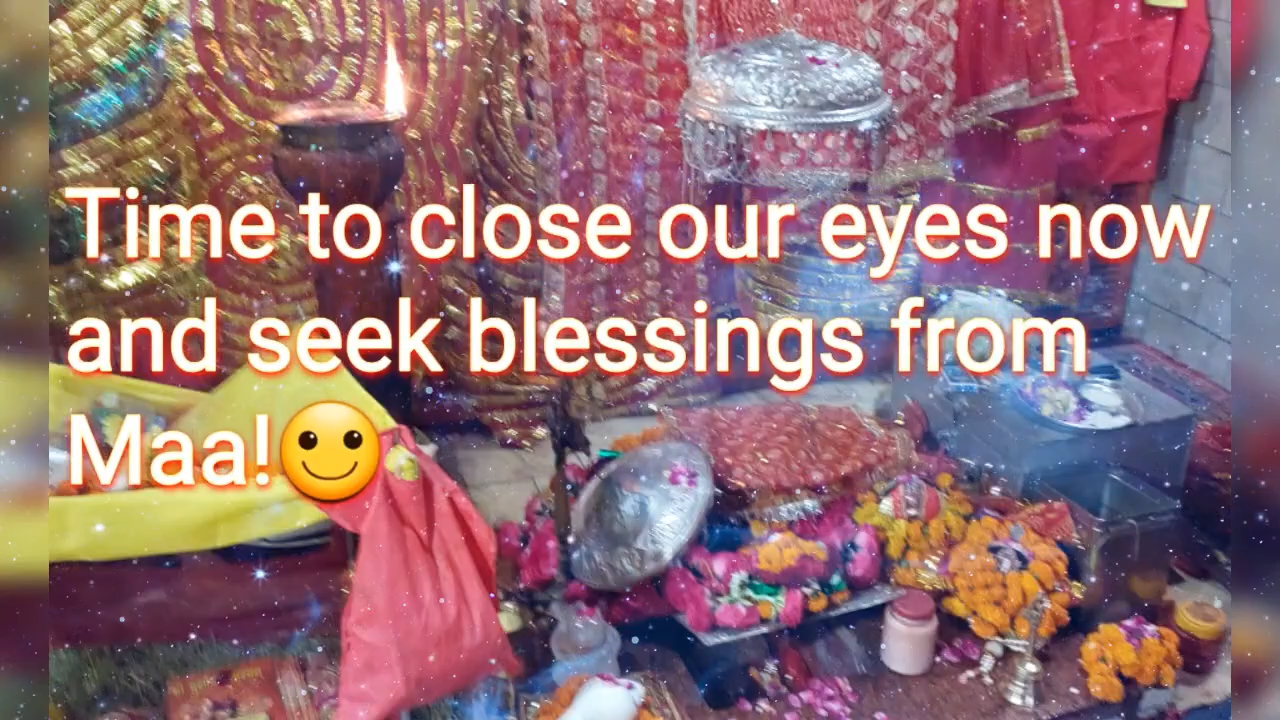 Time to close our eyes now
and seek blessings from
Maa!🙂